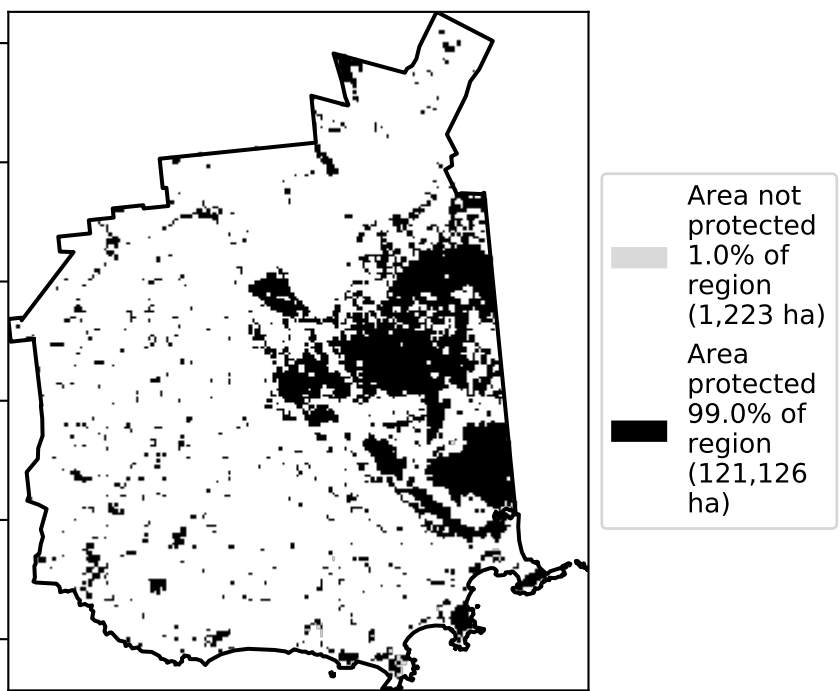 Area not
protected
1.0% of
region
(1,223 ha)
Area
protected
99.0% of
region
(121,126
ha)